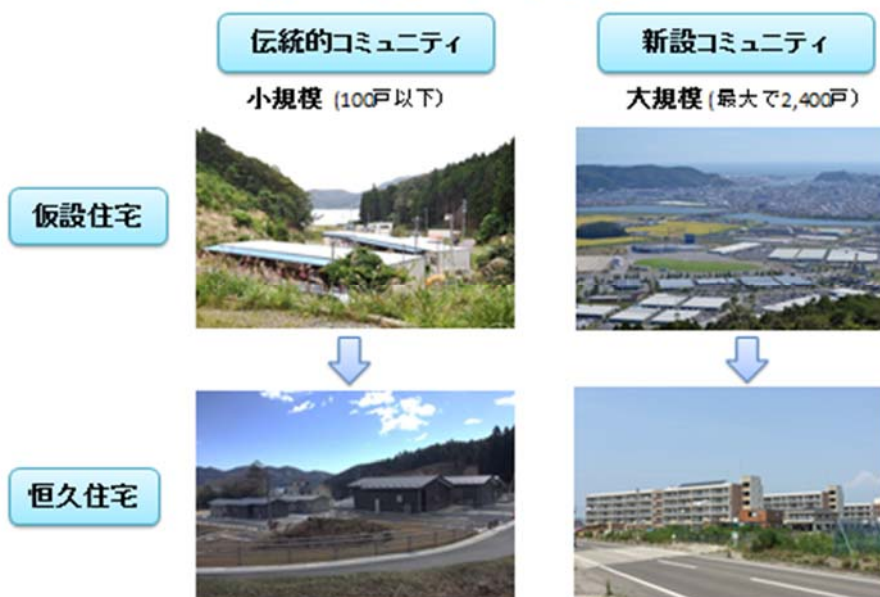 伝統的コミュニティ
新設コミュニティ
小規模 (100戸以下)
大規模 (最大で2,400戸)
仮設住宅
恒久住宅